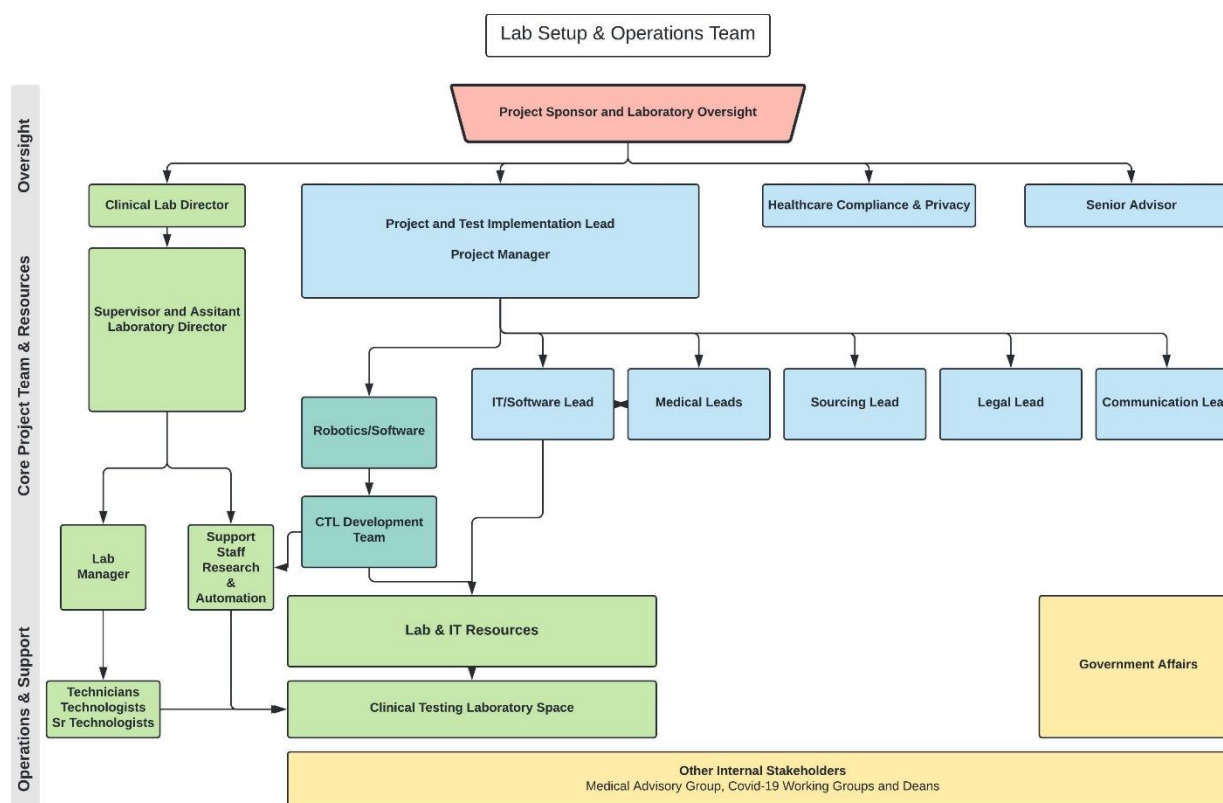 Lab Setup & Operations Team
Oversight
Project Sponsor and Laboratory Oversight
Clinical Lab Director
Project and Test Implementation Lead
Project Manager
Healthcare Compliance & Privacy
Senior Advisor
Core Project Team & Resources
Supervisor and Assitant
Laboratory Director
IT/Software Lead
Medical Leads
Sourcing Lead
Legal Lead
Communication Lea
Robotics/Software
CTL Development
Team
Lab
Manager
Support
Staff
Research
&
Automation
Operations & Support
Lab & IT Resources
Government Affairs
Technicians
Technologists
Sr Technologists
Clinical Testing Laboratory Space
Other Internal Stakeholders
Medical Advisory Group, Covid-19 Working Groups and Deans